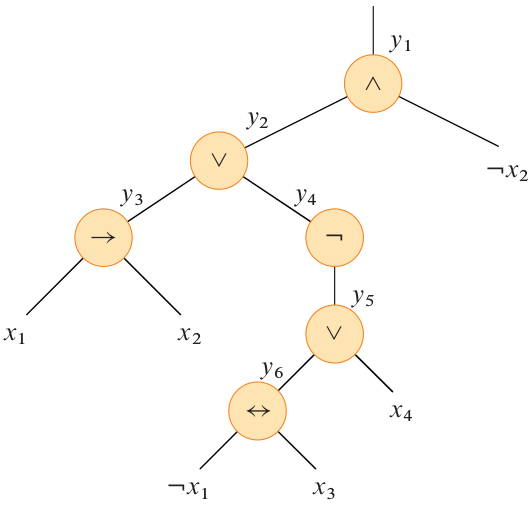 y₁
∧
y₂
∨
¬x₂
y₃
y₄
→
¬
x₁
x₂
y₅
∨
y₆
x₄
↔
¬x₁
x₃